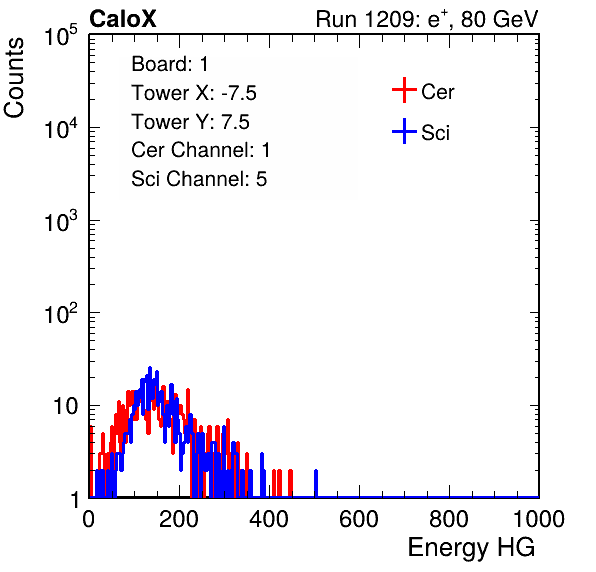 CaloX Run 1209: e⁺, 80 GeV
Counts
Board: 1
Tower X: -7.5
Tower Y: 7.5
Cer Channel: 1
Sci Channel: 5
Cer
Sci
10⁵
10⁴
10³
10²
10
1
0 200 400 600 800 1000
Energy HG